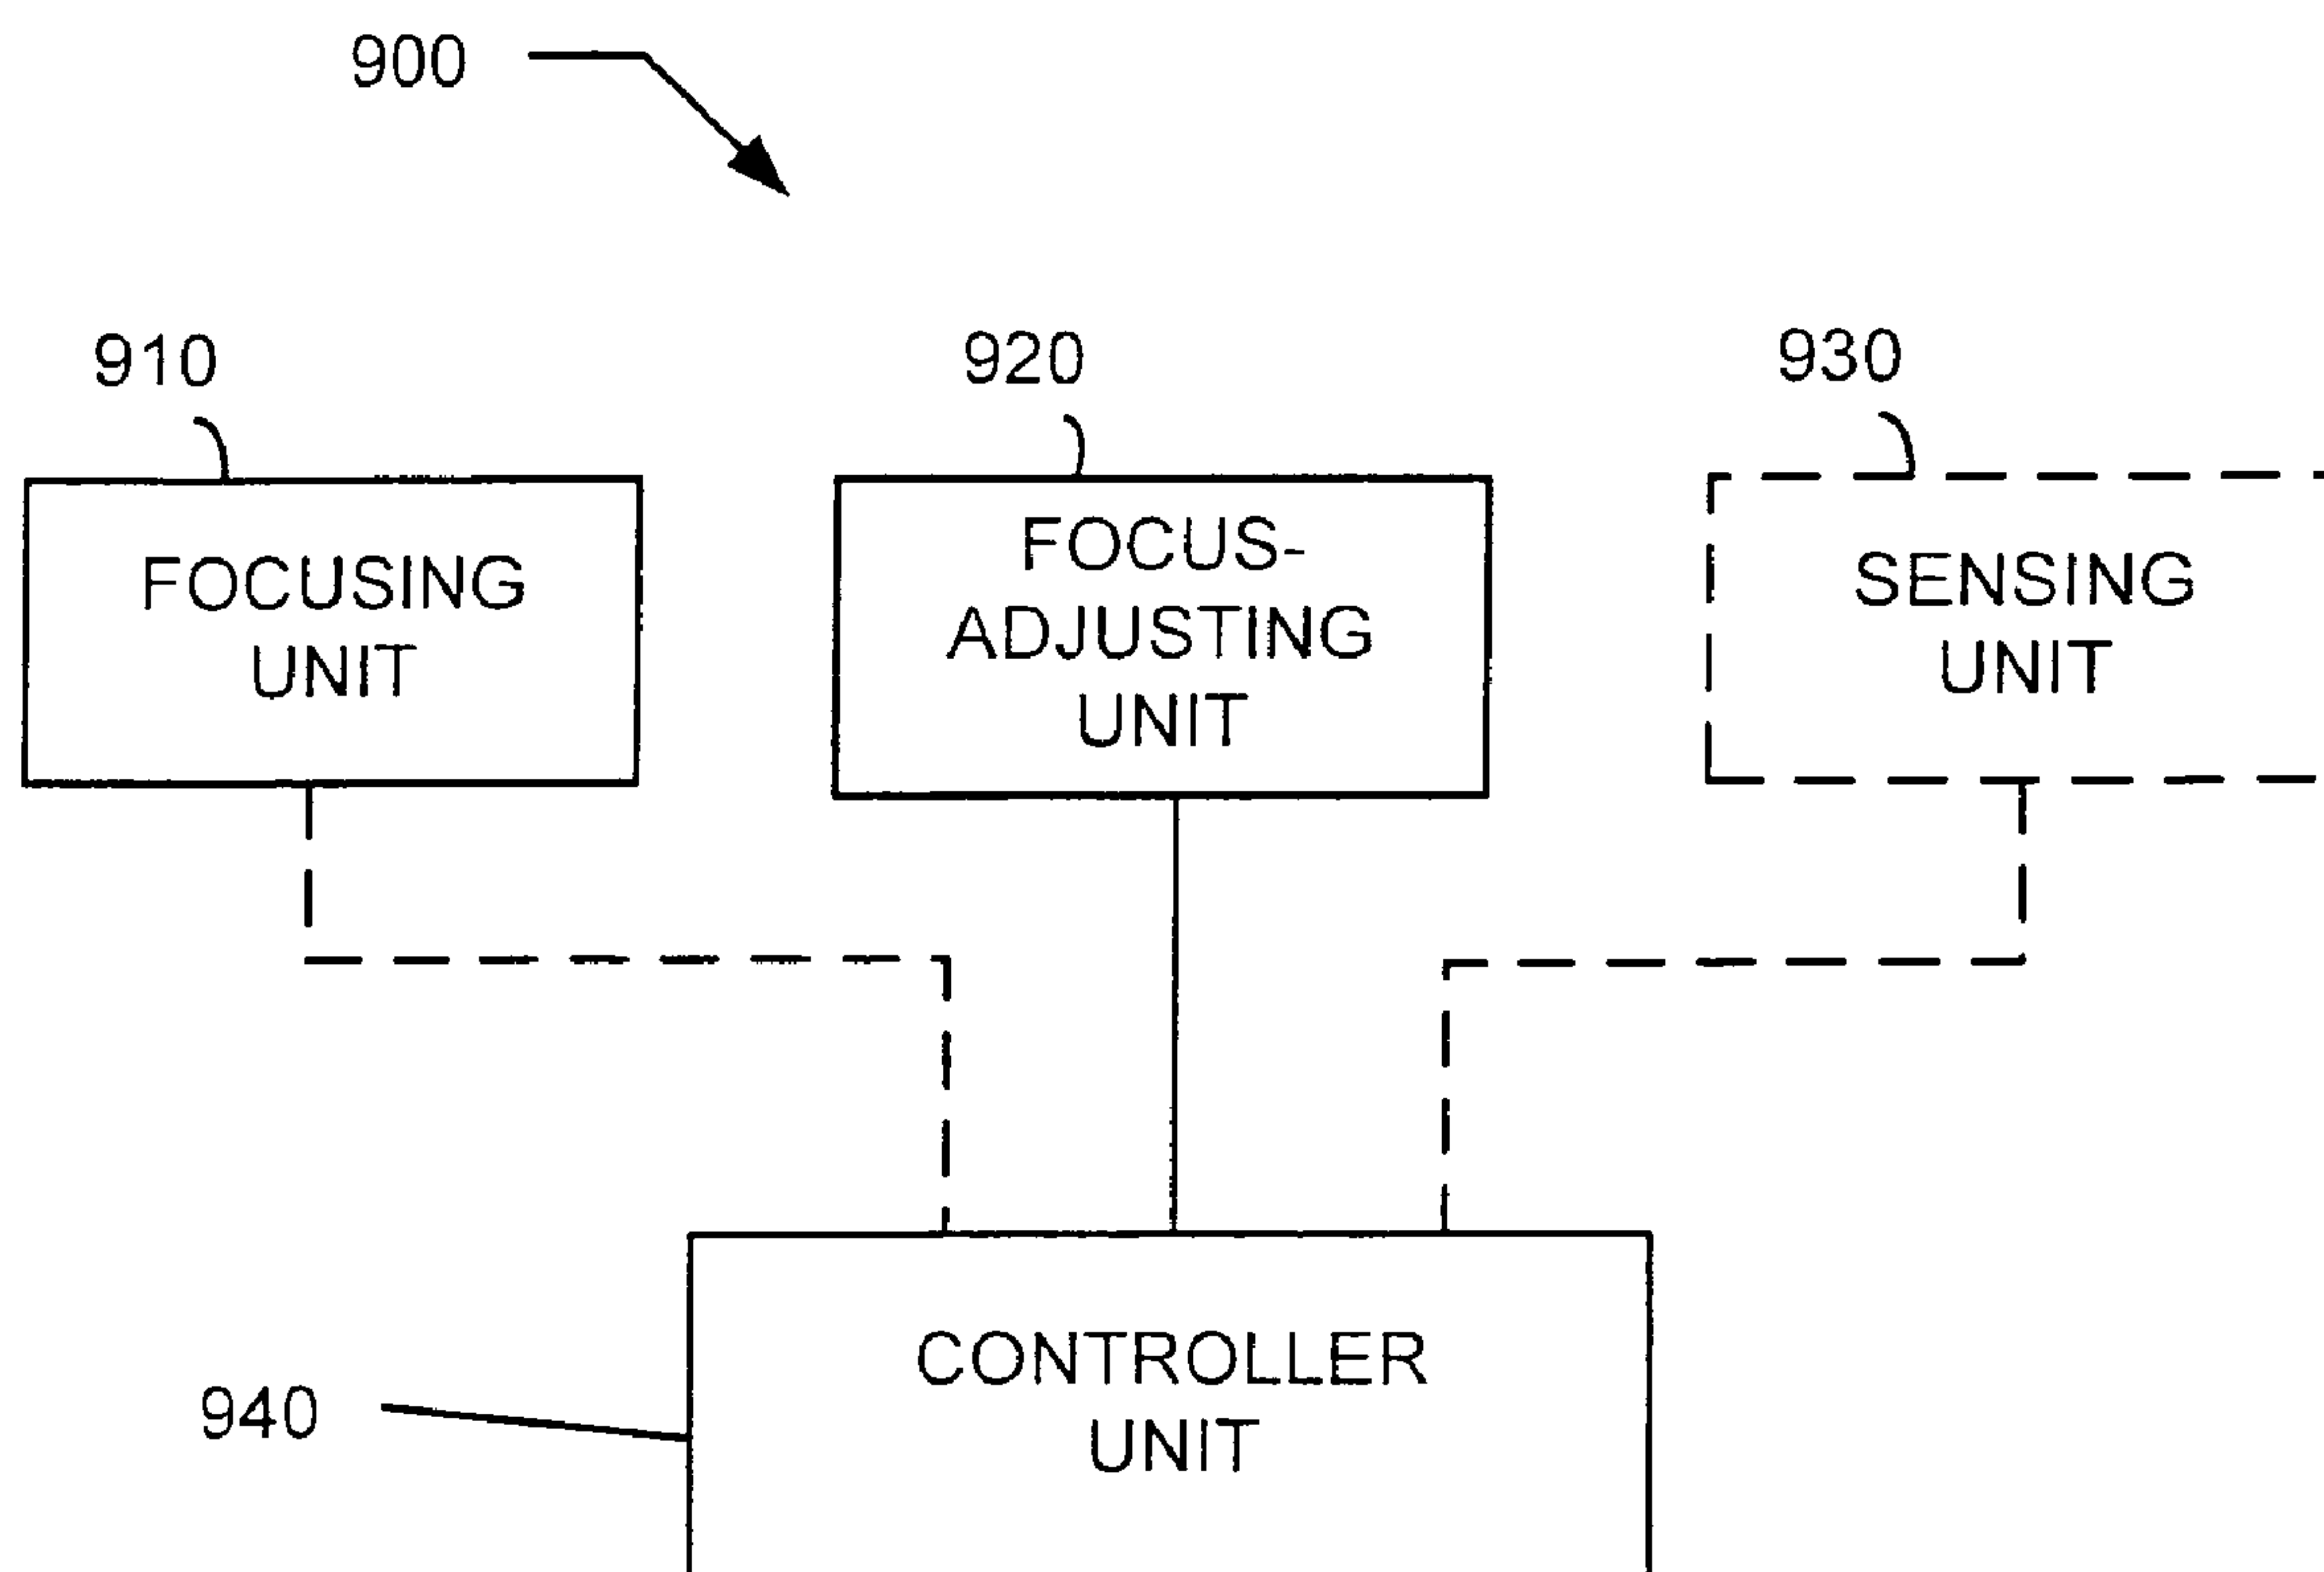 900
910
920
930
FOCUSING
UNIT
FOCUS-
ADJUSTING
UNIT
SENSING
UNIT
940
CONTROLLER
UNIT